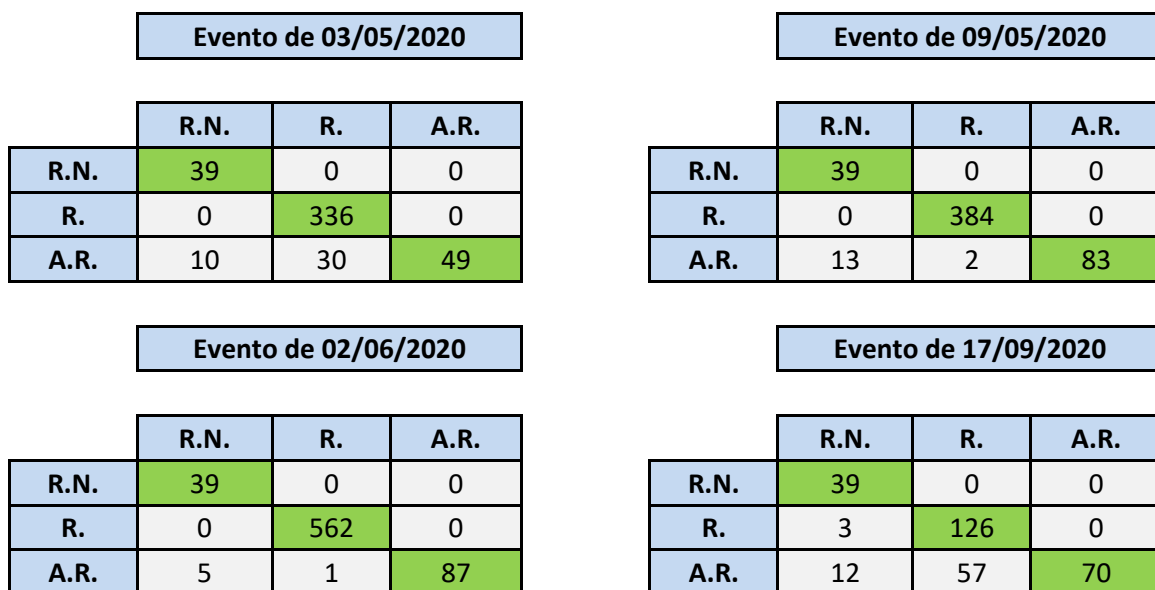 Evento de 03/05/2020
R.N. R. A.R.
R.N. 39 0 0
R. 0 336 0
A.R. 10 30 49
Evento de 09/05/2020
R.N. R. A.R.
R.N. 39 0 0
R. 0 384 0
A.R. 13 2 83
Evento de 02/06/2020
R.N. R. A.R.
R.N. 39 0 0
R. 0 562 0
A.R. 5 1 87
Evento de 17/09/2020
R.N. R. A.R.
R.N. 39 0 0
R. 3 126 0
A.R. 12 57 70